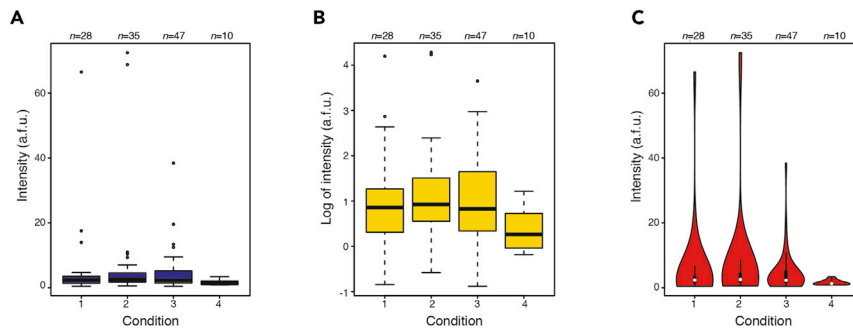 A
n=28 n=35 n=47 n=10
Intensity (a.f.u.)
60
40
20
0
1 2 3 4
Condition
B
n=28 n=35 n=47 n=10
Log of intensity (a.f.u.)
4
3
2
1
0
-1
1 2 3 4
Condition
C
n=28 n=35 n=47 n=10
Intensity (a.f.u.)
60
40
20
0
1 2 3 4
Condition